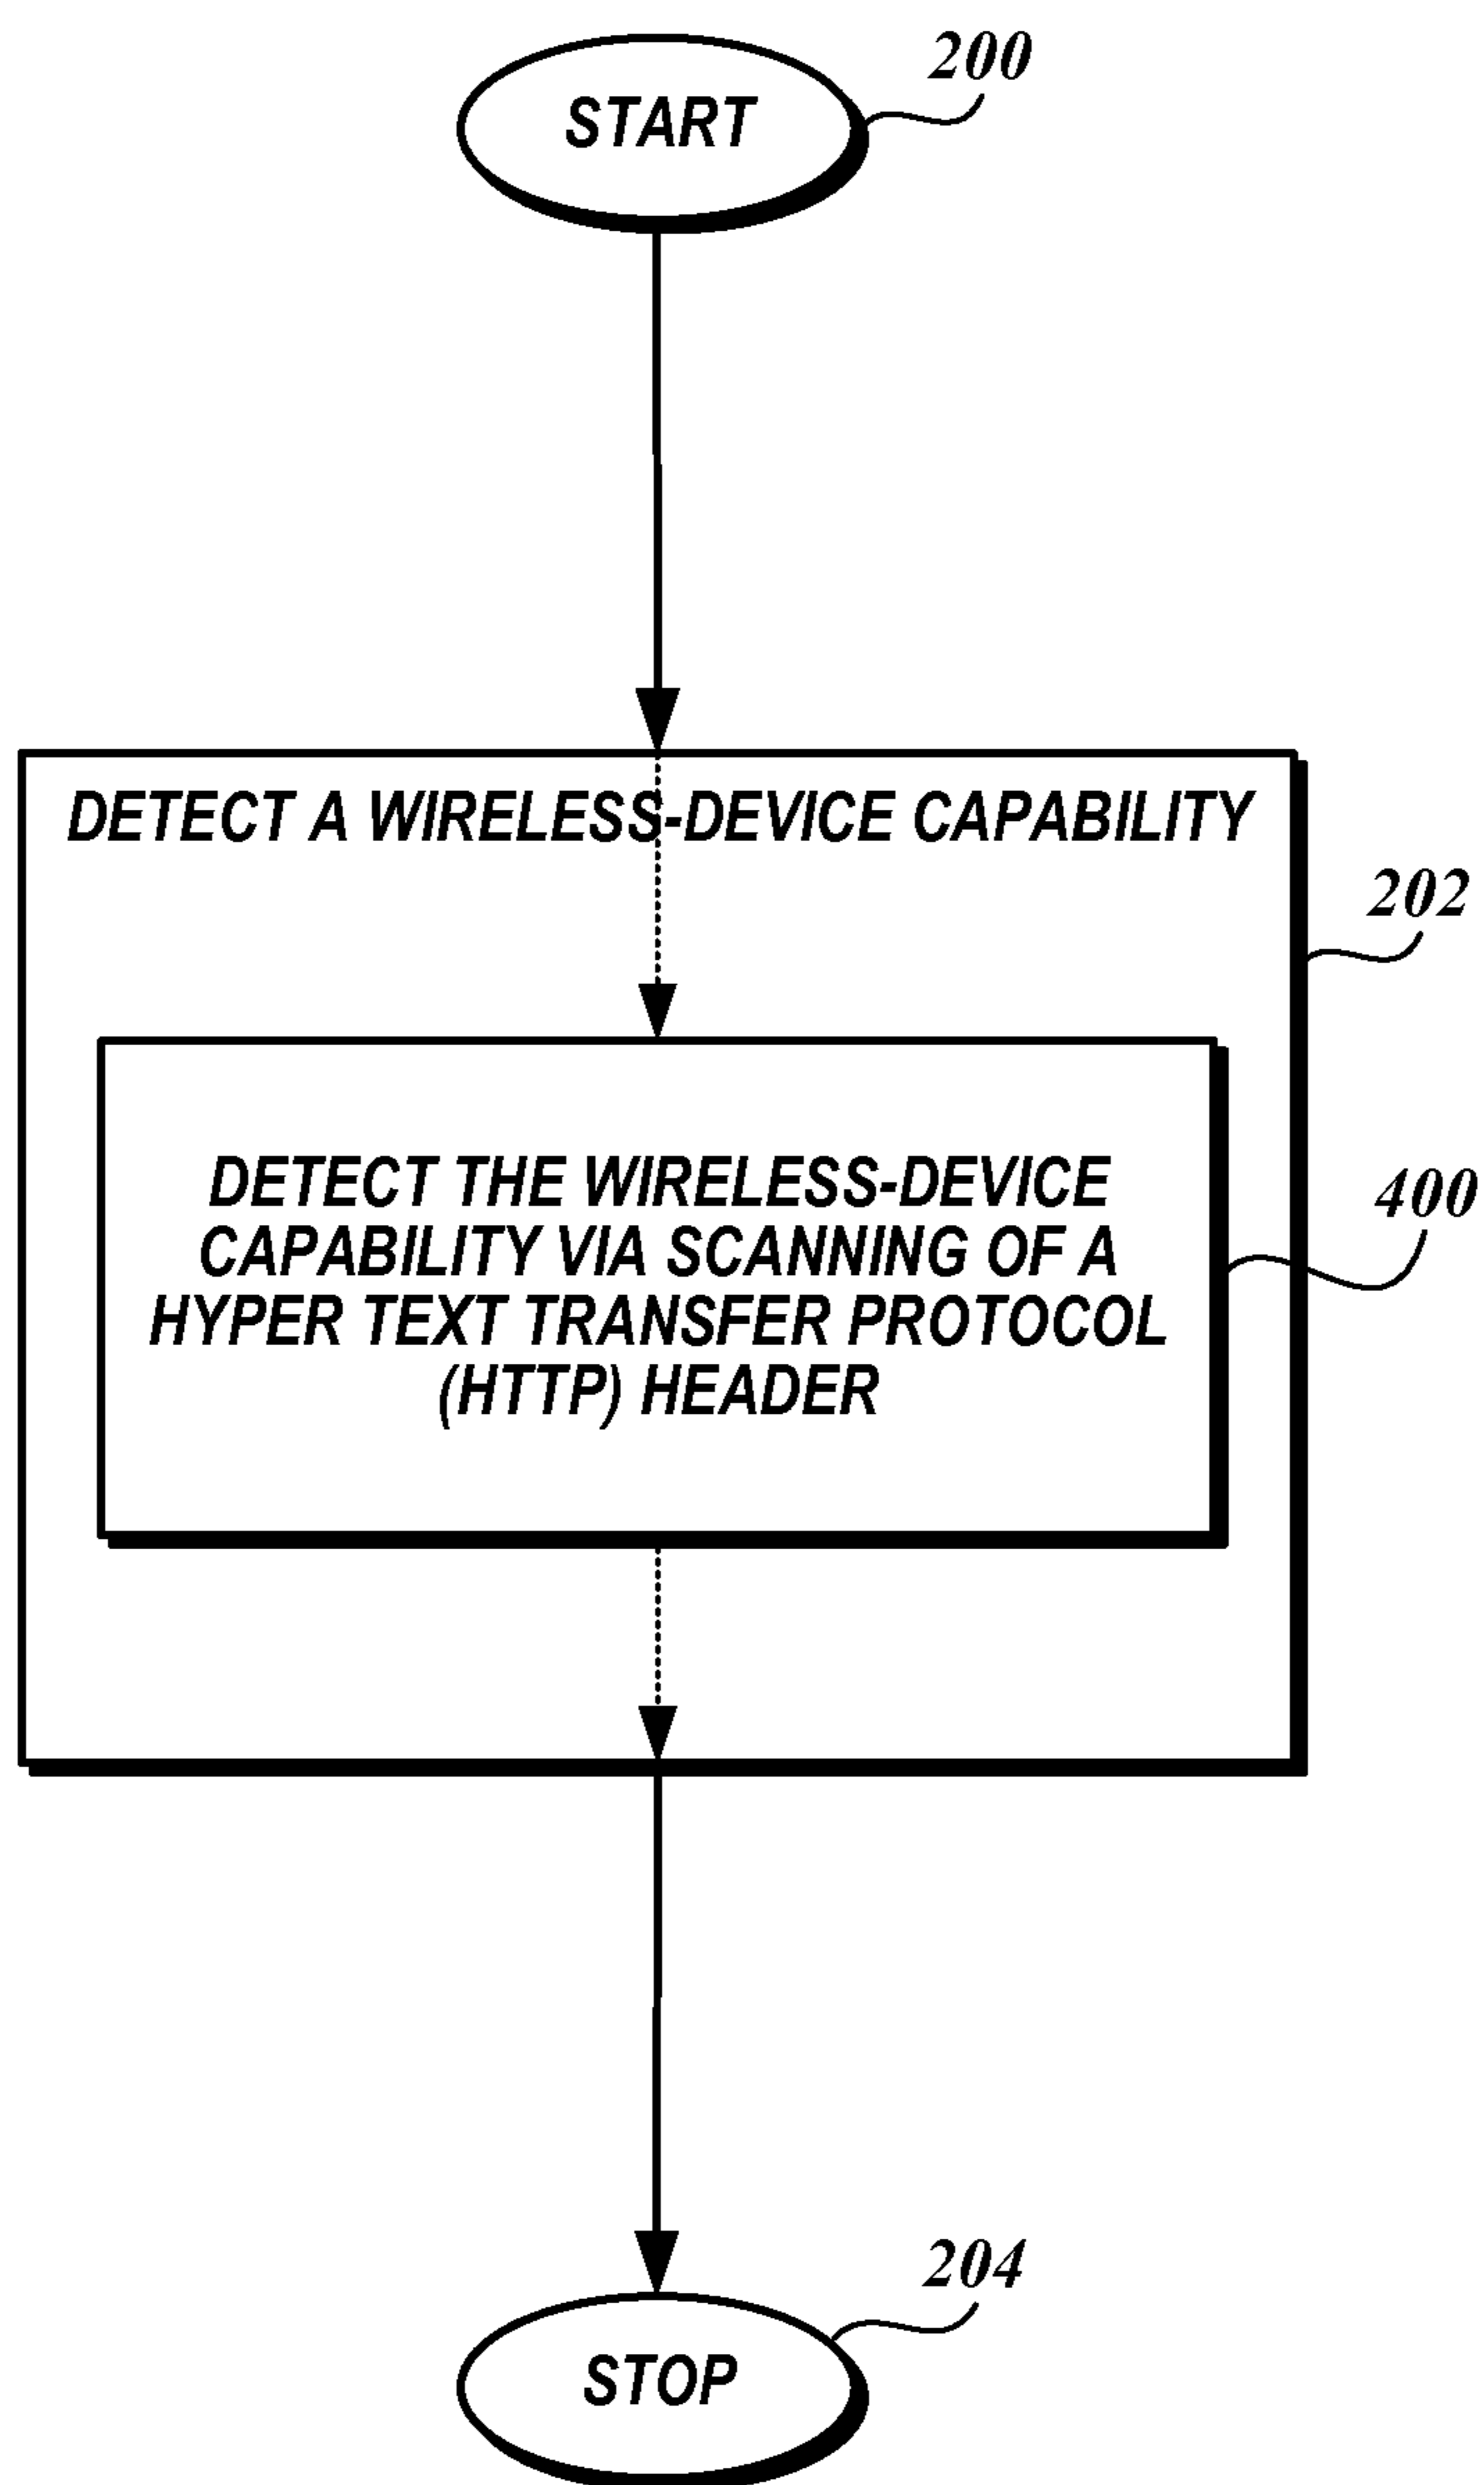 START
200
DETECT A WIRELESS-DEVICE CAPABILITY
202
DETECT THE WIRELESS-DEVICE
CAPABILITY VIA SCANNING OF A
HYPER TEXT TRANSFER PROTOCOL
(HTTP) HEADER
400
204
STOP